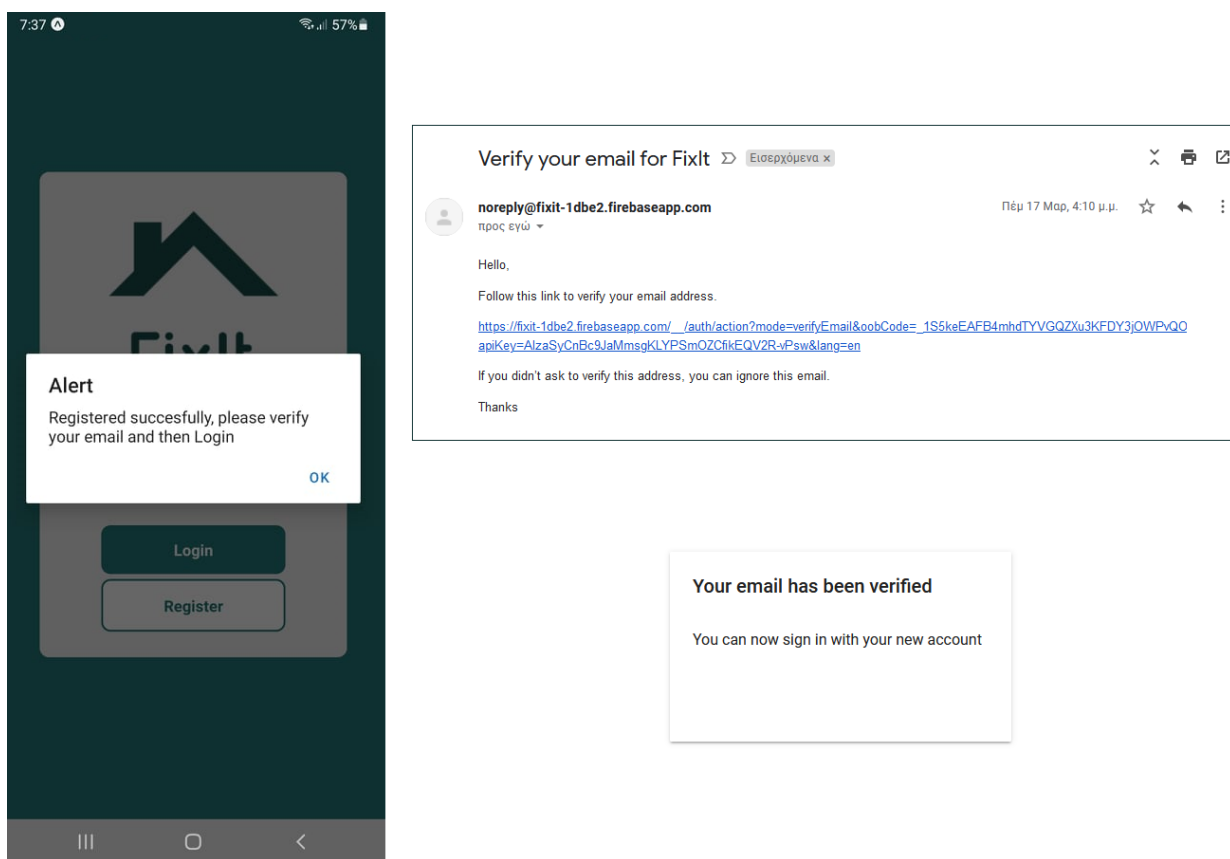 7:37
57%
FixIt
Alert
Registered succesfully, please verify
your email and then Login
OK
Login
Register
Verify your email for FixIt
Εισερχόμενα x
noreply@fixit-1dbe2.firebaseapp.com
Πέμ 17 Μαρ, 4:10 μ.μ.
προς εγώ
Hello,
Follow this link to verify your email address.
https://fixit-1dbe2.firebaseapp.com/__/auth/action?mode=verifyEmail&oobCode=_1S5keEAFB4mhdTYVGQZXu3KFDY3jOWPvQO
apiKey=AIzaSyCnBc9JaMmsgKLYPSmOZCfikEQV2R-vPsw&lang=en
If you didn't ask to verify this address, you can ignore this email.
Thanks
Your email has been verified
You can now sign in with your new account